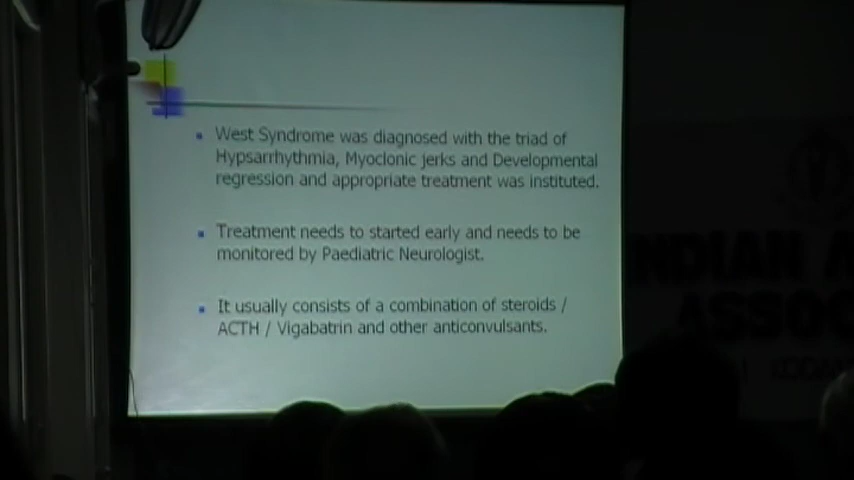 West Syndrome was diagnosed with the triad of
Hypsarrhythmia, Myoclonic jerks and Developmental
regression and appropriate treatment was instituted.
Treatment needs to started early and needs to be
monitored by Paediatric Neurologist.
It usually consists of a combination of steroids /
ACTH / Vigabatrin and other anticonvulsants.
INDIAN A
ASSOC